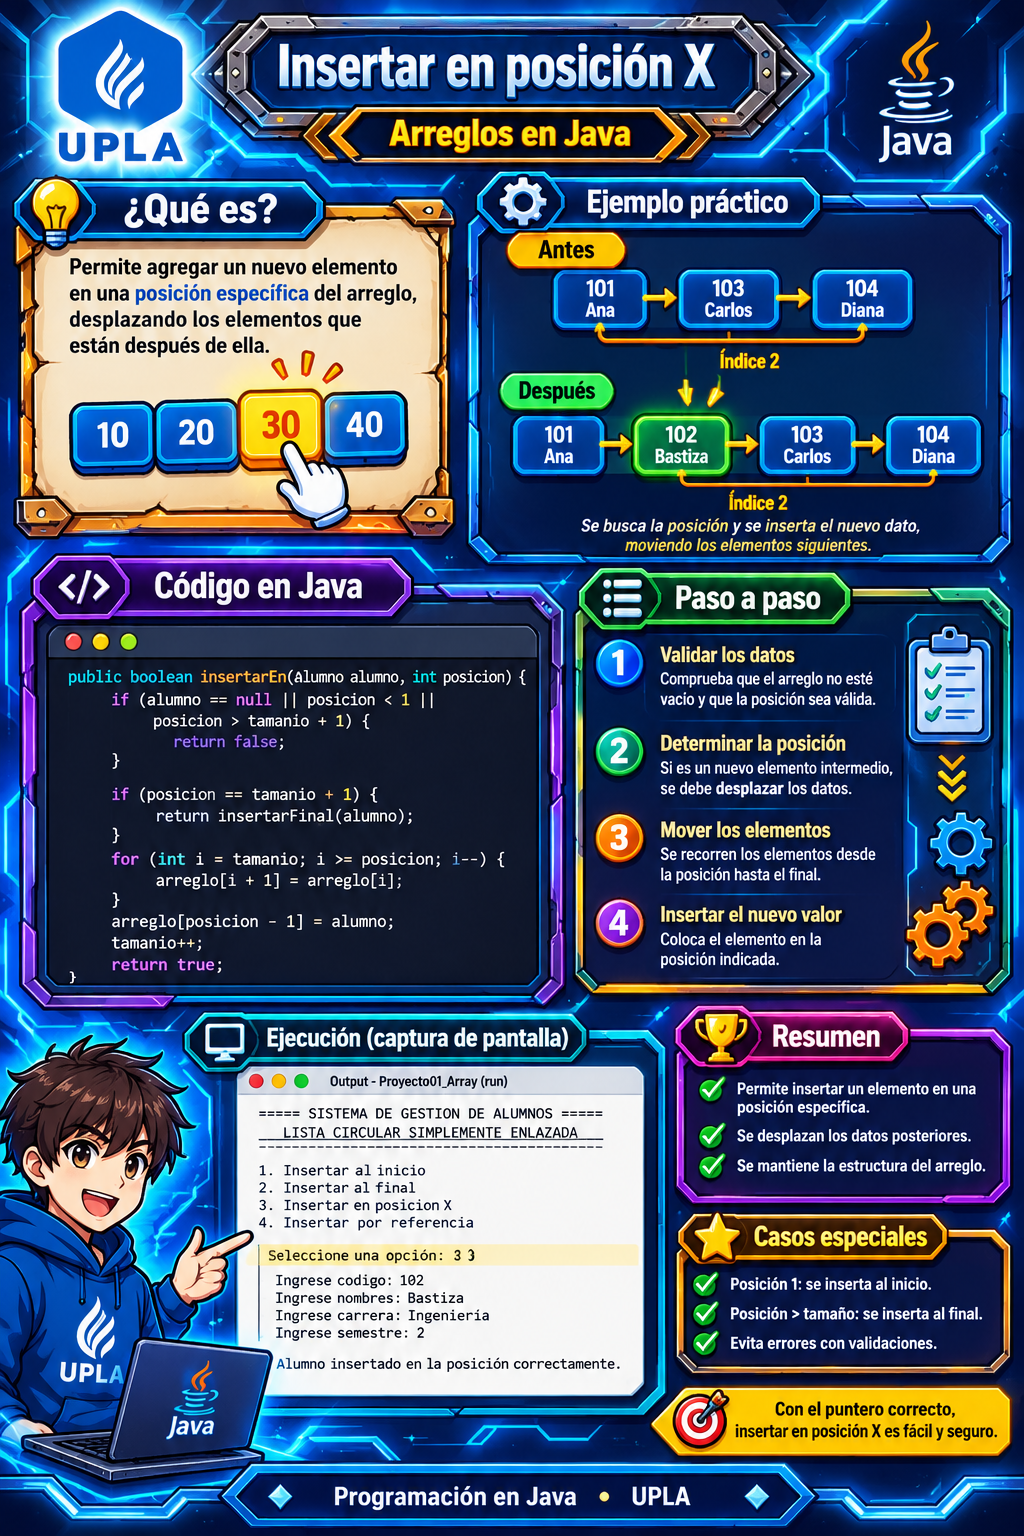 UPLA
Insertar en posición X
Arreglos en Java
Java
¿Qué es?
Permite agregar un nuevo elemento
en una posición específica del arreglo,
desplazando los elementos que
están después de ella.
10 20 30 40
Ejemplo práctico
Antes
101 103 104
Ana Carlos Diana
Índice 2
Después
101 102 103 104
Ana Bastiza Carlos Diana
Índice 2
Se busca la posición y se inserta el nuevo dato,
moviendo los elementos siguientes.
</> Código en Java
public boolean insertarEn(Alumno alumno, int posicion) {
if (alumno == null || posicion < 1 ||
posicion > tamanio + 1) {
return false;
}
if (posicion == tamanio + 1) {
return insertarFinal(alumno);
}
for (int i = tamanio; i >= posicion; i--) {
arreglo[i + 1] = arreglo[i];
}
arreglo[posicion - 1] = alumno;
tamanio++;
return true;
}
Paso a paso
1 Validar los datos
Comprueba que el arreglo no esté
vacío y que la posición sea válida.
2 Determinar la posición
Si es un nuevo elemento intermedio,
se debe desplazar los datos.
3 Mover los elementos
Se recorren los elementos desde
la posición hasta el final.
4 Insertar el nuevo valor
Coloca el elemento en la
posición indicada.
Ejecución (captura de pantalla)
Output - Proyecto01_Array (run)
===== SISTEMA DE GESTION DE ALUMNOS =====
___LISTA CIRCULAR SIMPLEMENTE ENLAZADA___
-----------------------------------------
1. Insertar al inicio
2. Insertar al final
3. Insertar en posicion X
4. Insertar por referencia
Seleccione una opción: 3 3
Ingrese codigo: 102
Ingrese nombres: Bastiza
Ingrese carrera: Ingeniería
Ingrese semestre: 2
Alumno insertado en la posición correctamente.
UPLA
Java
Resumen
Permite insertar un elemento en una
posición específica.
Se desplazan los datos posteriores.
Se mantiene la estructura del arreglo.
Casos especiales
Posición 1: se inserta al inicio.
Posición > tamaño: se inserta al final.
Evita errores con validaciones.
Con el puntero correcto,
insertar en posición X es fácil y seguro.
Programación en Java • UPLA